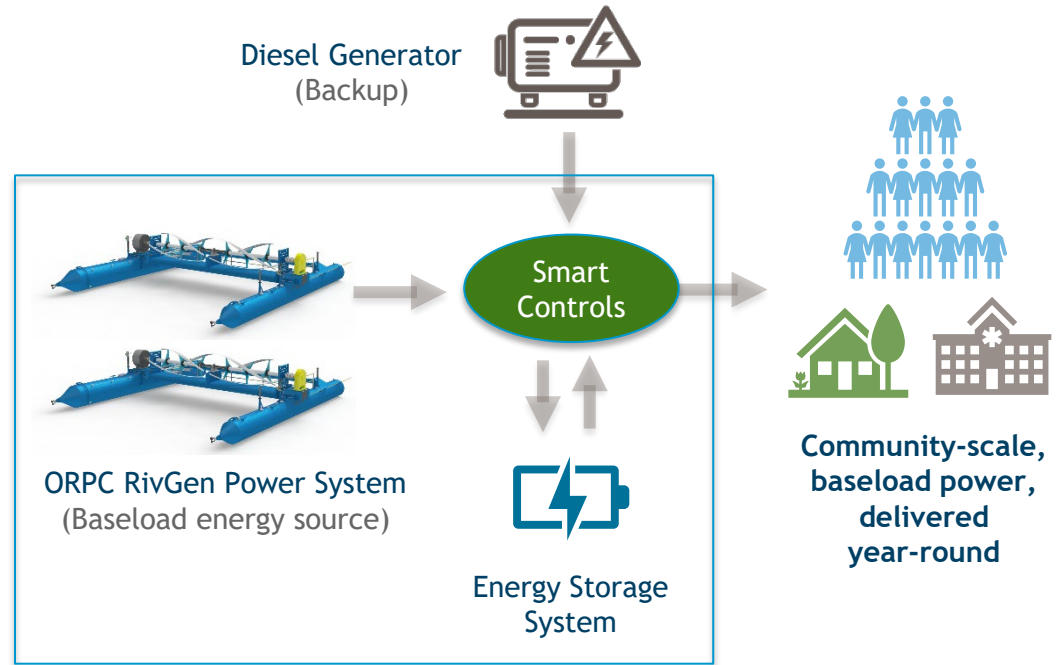 Diesel Generator
(Backup)
Smart
Controls
ORPC RivGen Power System
(Baseload energy source)
Energy Storage
System
Community-scale,
baseload power,
delivered
year-round